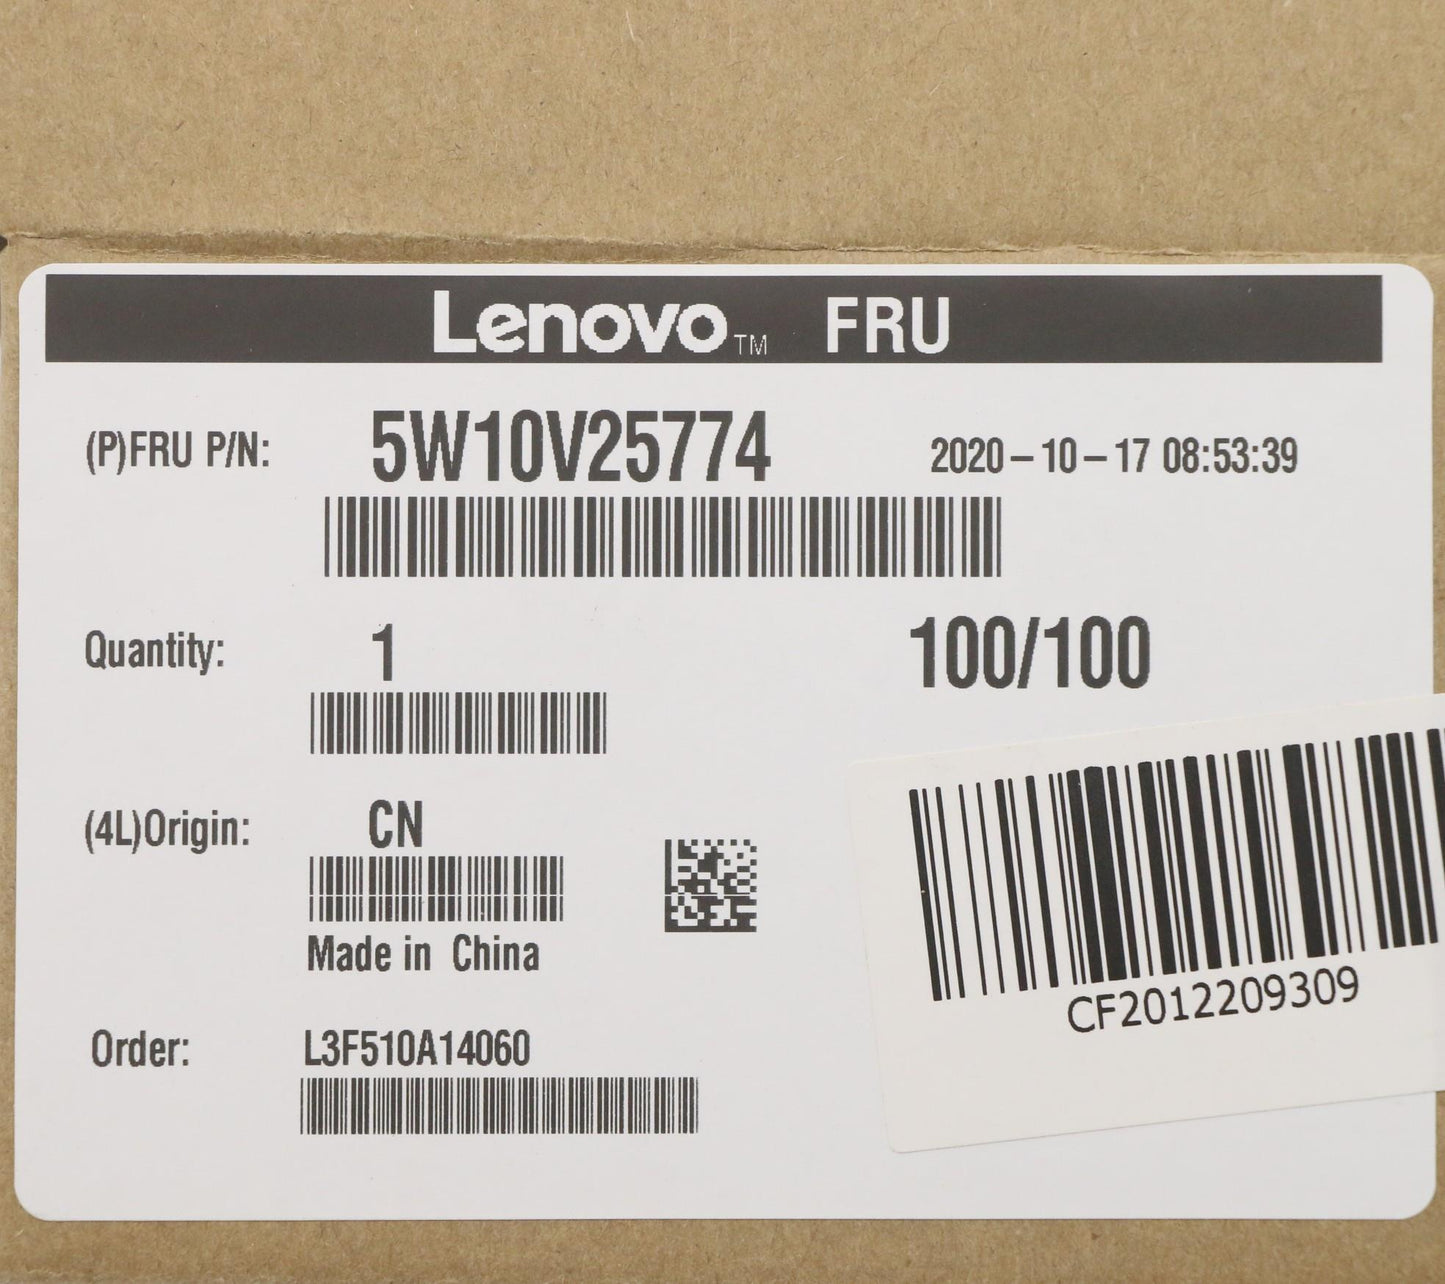 Lenovo™ FRU
(P)FRU P/N: 5W10V25774 2020-10-17 08:53:39
Quantity: 1 100/100
(4L)Origin: CN
Made in China
CF2012209309
Order: L3F510A14060